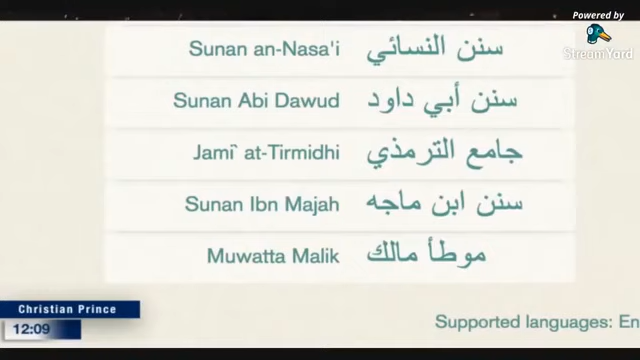 Powered by
StreamYard
Sunan an-Nasa'i سنن النسائي
Sunan Abi Dawud سنن أبي داود
Jami` at-Tirmidhi جامع الترمذي
Sunan Ibn Majah سنن ابن ماجه
Muwatta Malik موطأ مالك
Christian Prince
12:09
Supported languages: En